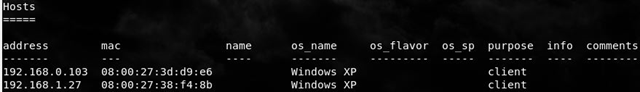 Hosts
=====
address mac name os_name os_flavor os_sp purpose info comments
------- --- ---- ------- --------- ----- ------- ---- --------
192.168.0.103 08:00:27:3d:d9:e6 Windows XP client
192.168.1.27 08:00:27:38:f4:8b Windows XP client